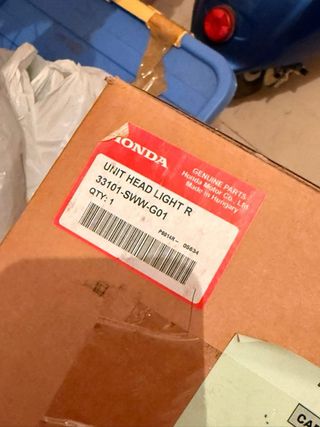 HONDA
GENUINE PARTS
Honda Motor Co., Ltd.
Made in Hungary
UNIT HEAD LIGHT R
33101-SWW-G01
QTY: 1